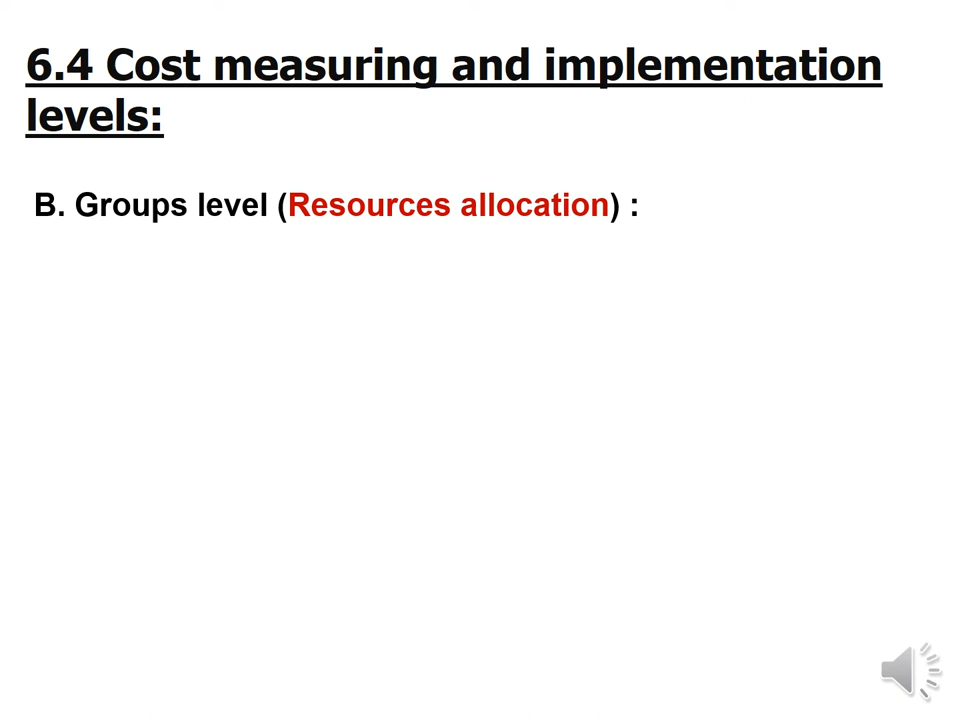 6.4 Cost measuring and implementation
levels:
B. Groups level (Resources allocation) :